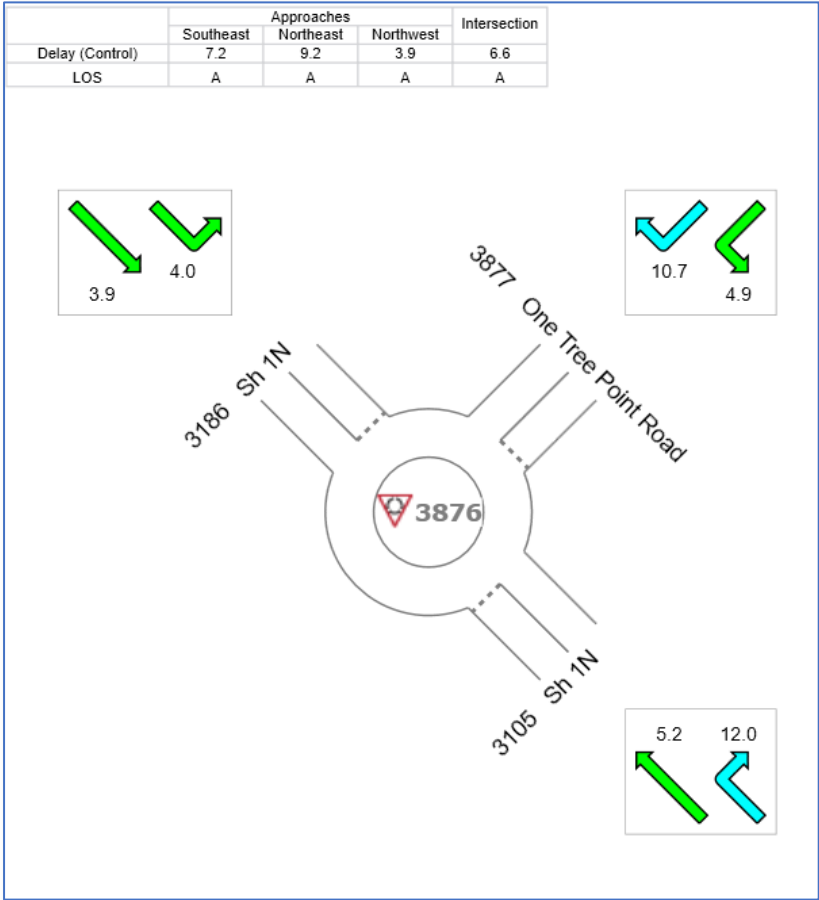 Approaches Intersection
Southeast Northeast Northwest
Delay (Control) 7.2 9.2 3.9 6.6
LOS A A A A
3.9
4.0
10.7
4.9
3877 One Tree Point Road
3186 Sh 1N
3876
3105 Sh 1N
5.2 12.0